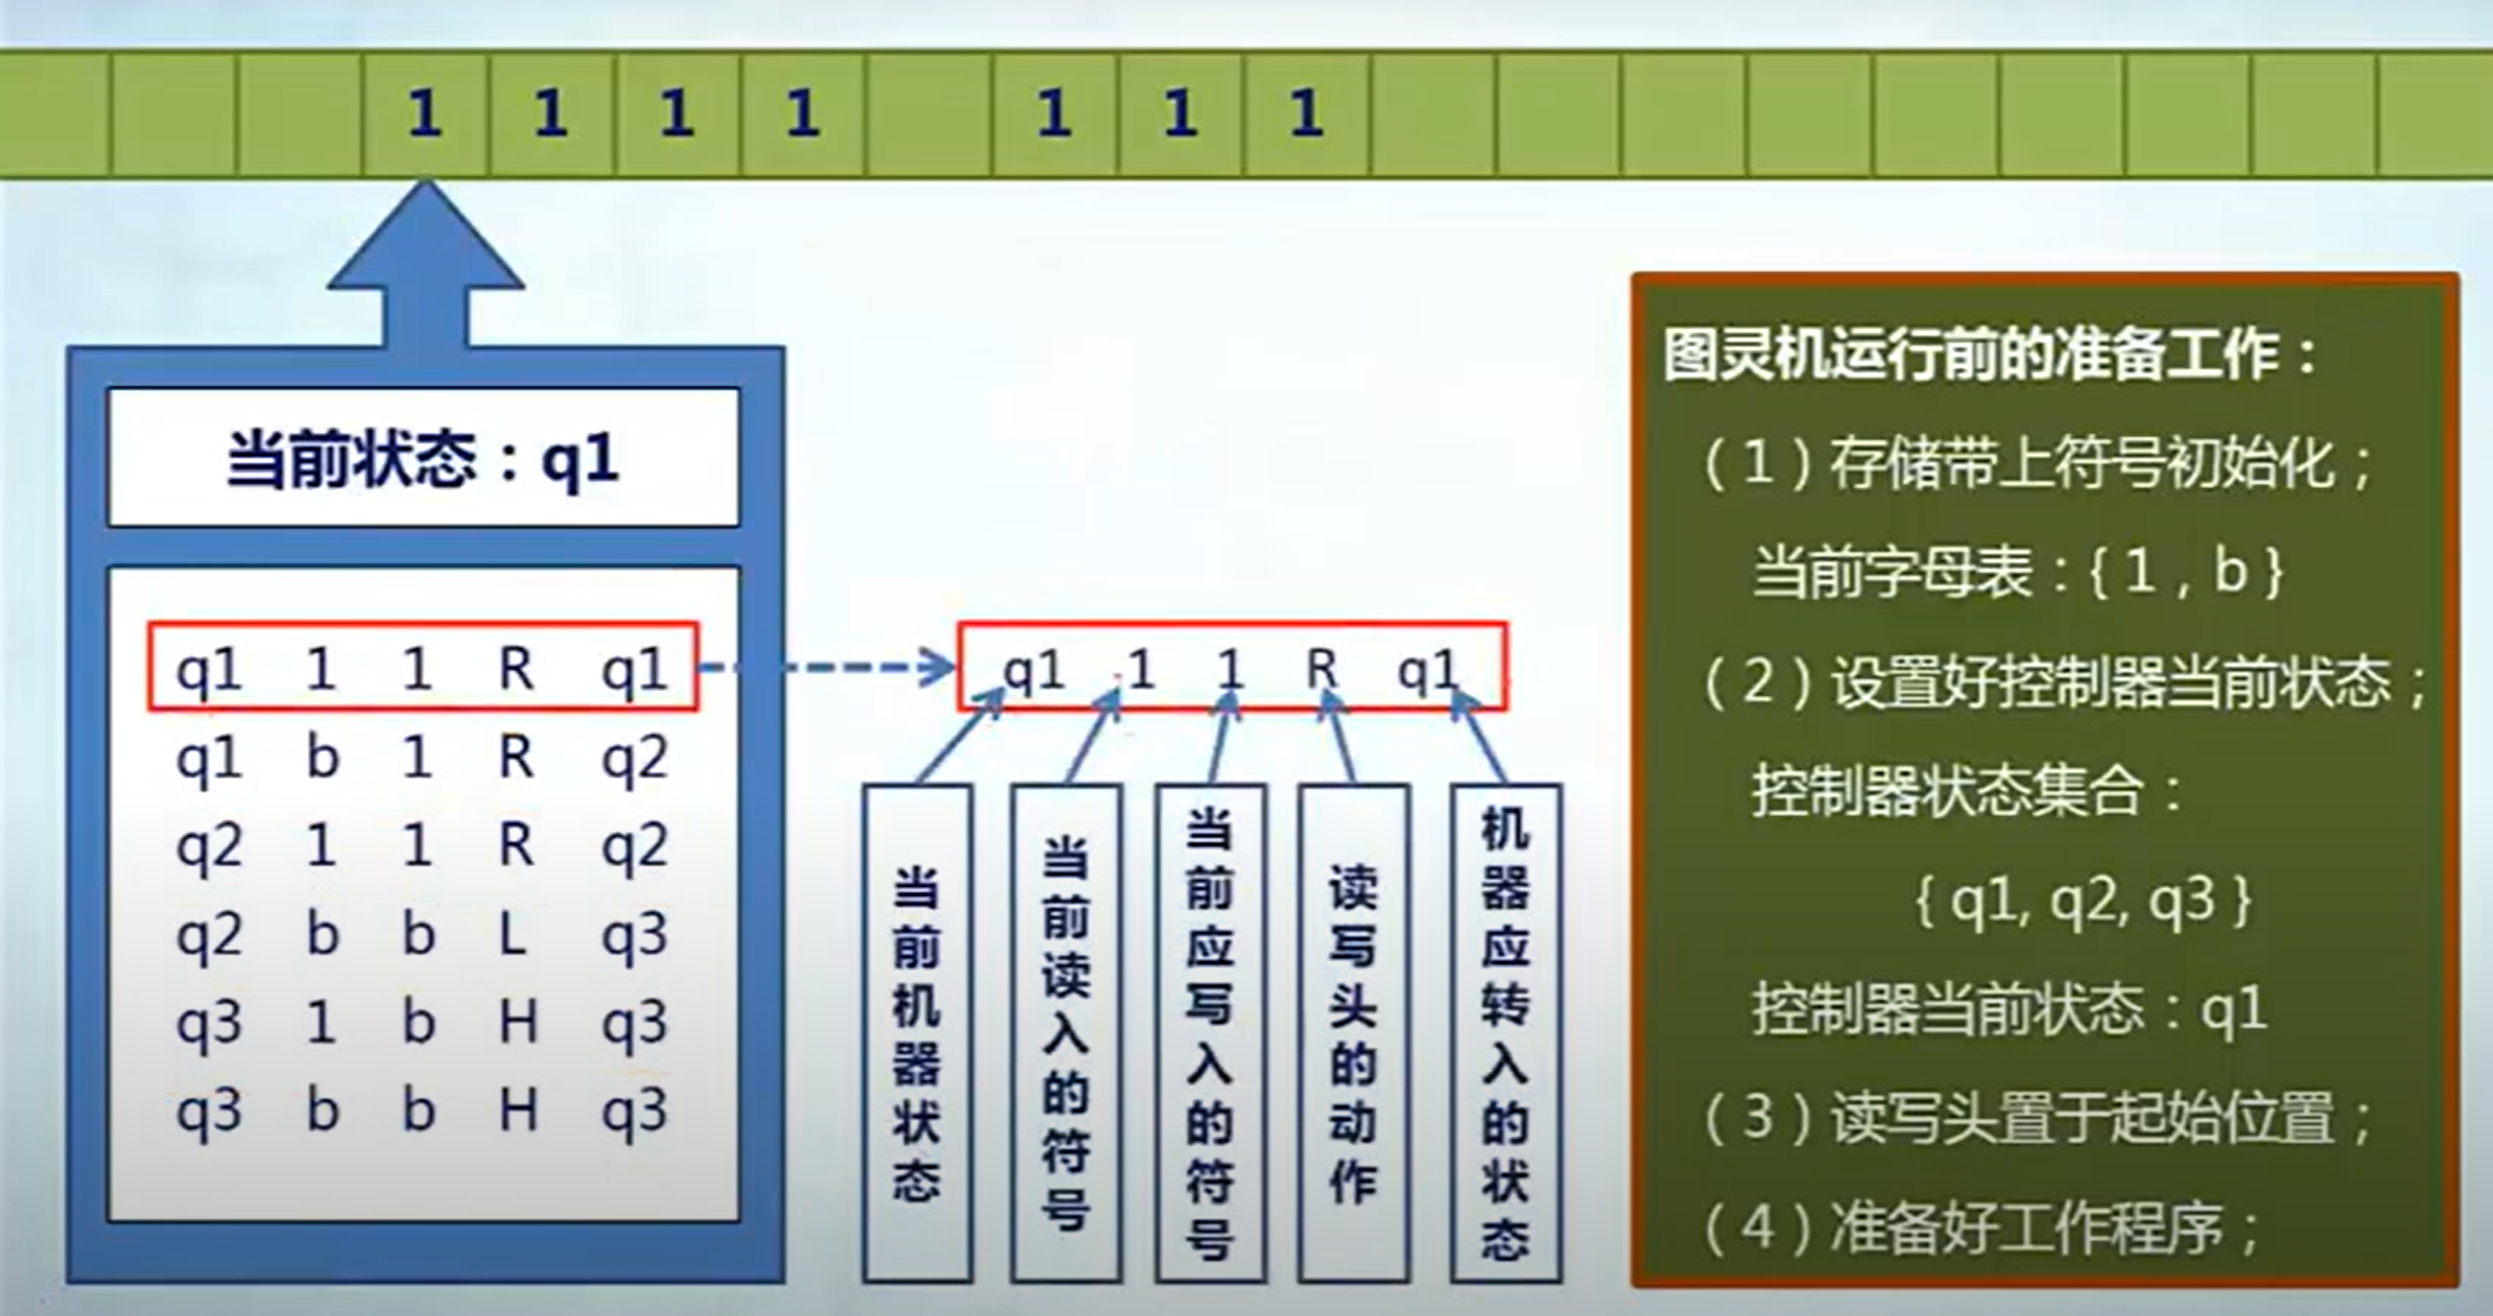 1 1 1 1 1 1 1
当前状态：q1
q1 1 1 R q1
q1 b 1 R q2
q2 1 1 R q2
q2 b b L q3
q3 1 b H q3
q3 b b H q3
q1 1 1 R q1
当前机器状态
当前读入的符号
当前应写入的符号
读写头的动作
机器应转入的状态
图灵机运行前的准备工作：
（1）存储带上符号初始化；
当前字母表：{ 1 , b }
（2）设置好控制器当前状态；
控制器状态集合：
{ q1, q2, q3 }
控制器当前状态：q1
（3）读写头置于起始位置；
（4）准备好工作程序；